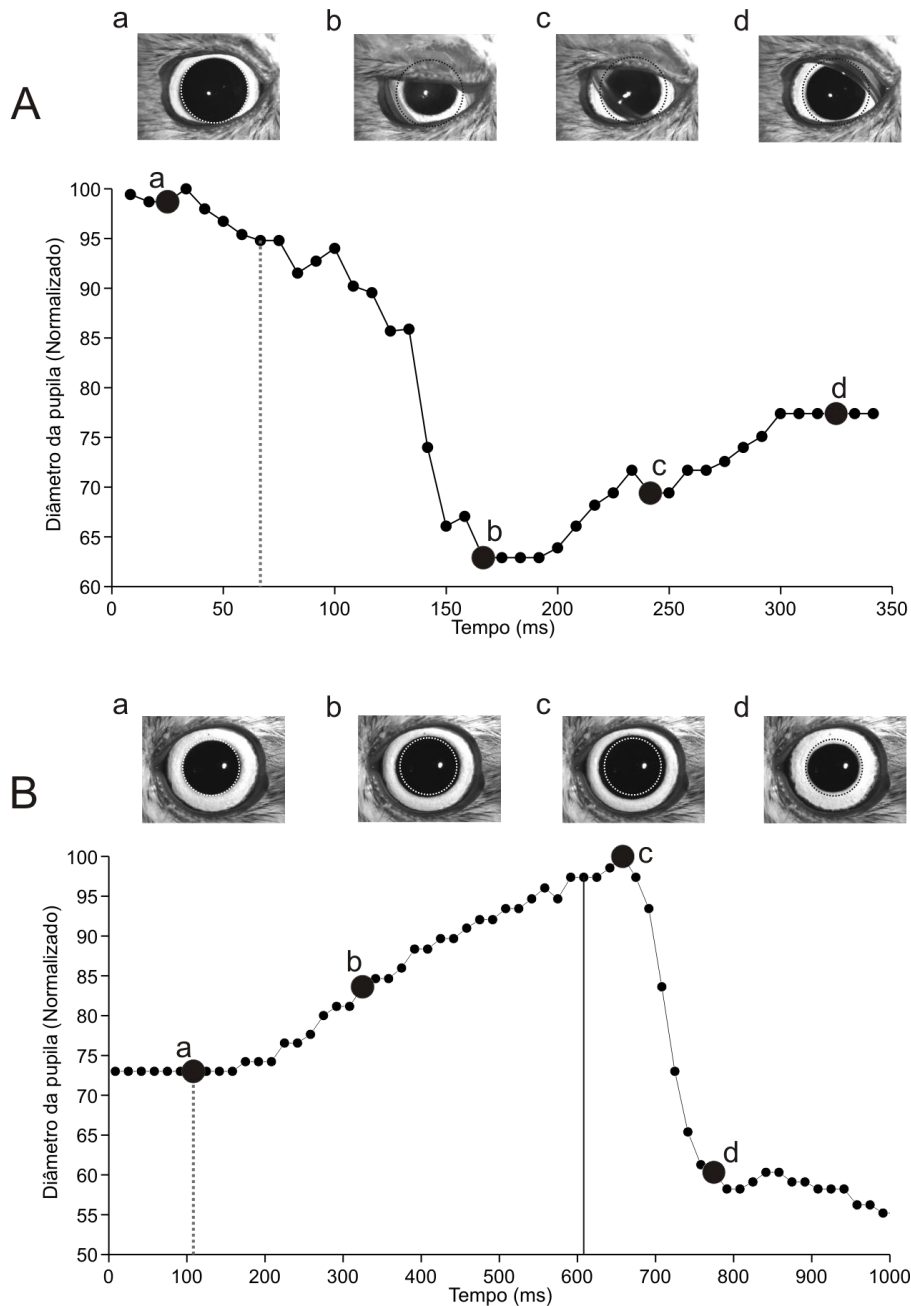 a b c d
A
a
b
c
d
100
95
90
85
80
75
70
65
60
Diâmetro da pupila (Normalizado)
0 50 100 150 200 250 300 350
Tempo (ms)
a b c d
B
a
b
c
d
100
95
90
85
80
75
70
65
60
55
50
Diâmetro da pupila (Normalizado)
0 100 200 300 400 500 600 700 800 900 1000
Tempo (ms)